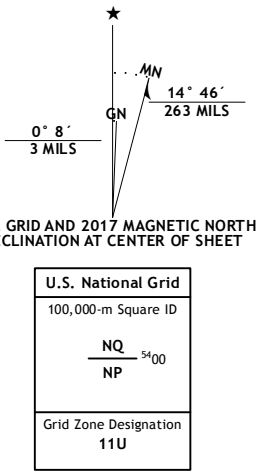 ★
MN
GN
14° 46´
263 MILS
0° 8´
3 MILS
GRID AND 2017 MAGNETIC NORTH
CLINATION AT CENTER OF SHEET
U.S. National Grid
100,000-m Square ID
NQ
5400
NP
Grid Zone Designation
11U